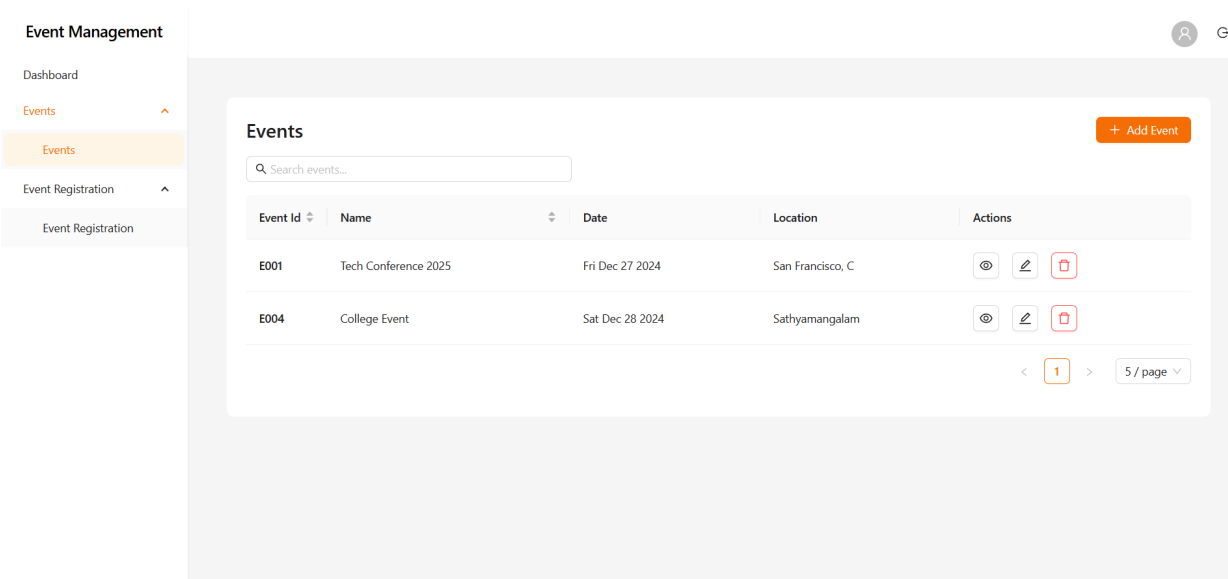 Event Management
Dashboard
Events
Events
Event Registration
Event Registration
Events
+ Add Event
Search events...
Event Id Name Date Location Actions
E001 Tech Conference 2025 Fri Dec 27 2024 San Francisco, C
E004 College Event Sat Dec 28 2024 Sathyamangalam
< 1 > 5 / page